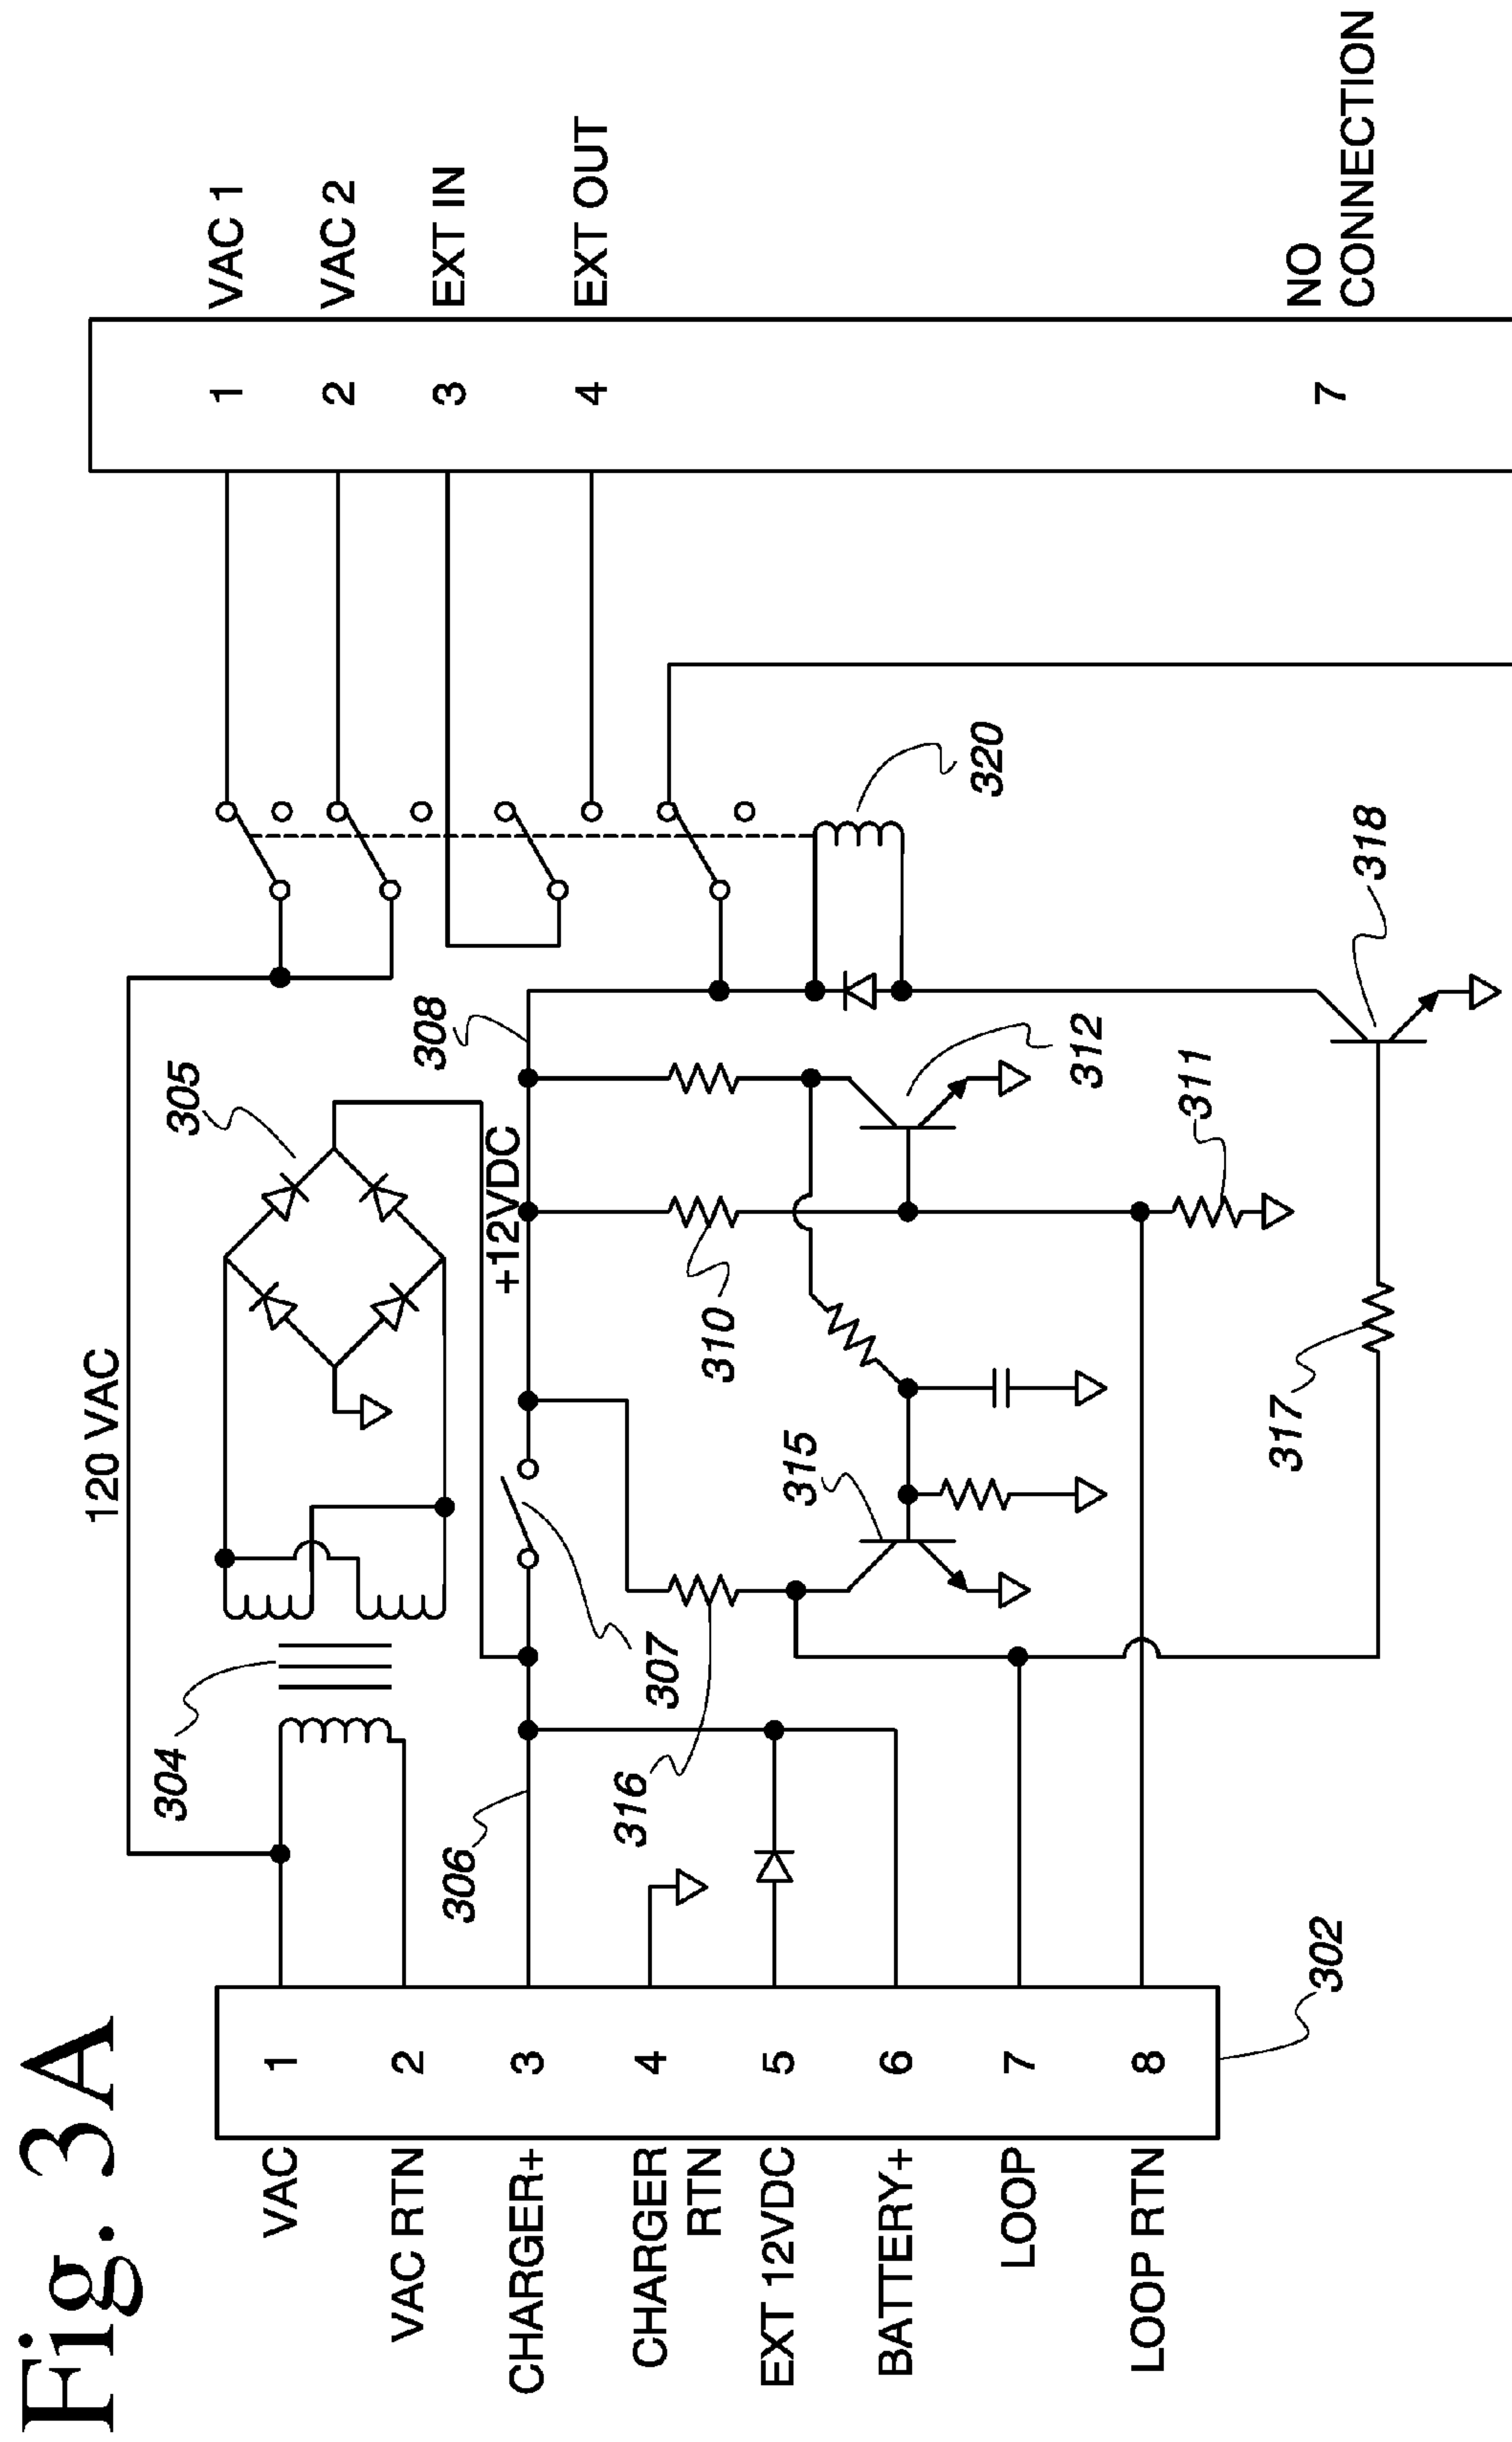 Fig. 3A
VAC
VAC RTN
CHARGER+
CHARGER
RTN
EXT 12VDC
BATTERY+
LOOP
LOOP RTN
1
2
3
4
5
6
7
8
302
120 VAC
304
305
306
307
+12VDC
308
310
311
312
315
316
317
318
320
1
2
3
4
7
VAC 1
VAC 2
EXT IN
EXT OUT
NO
CONNECTION